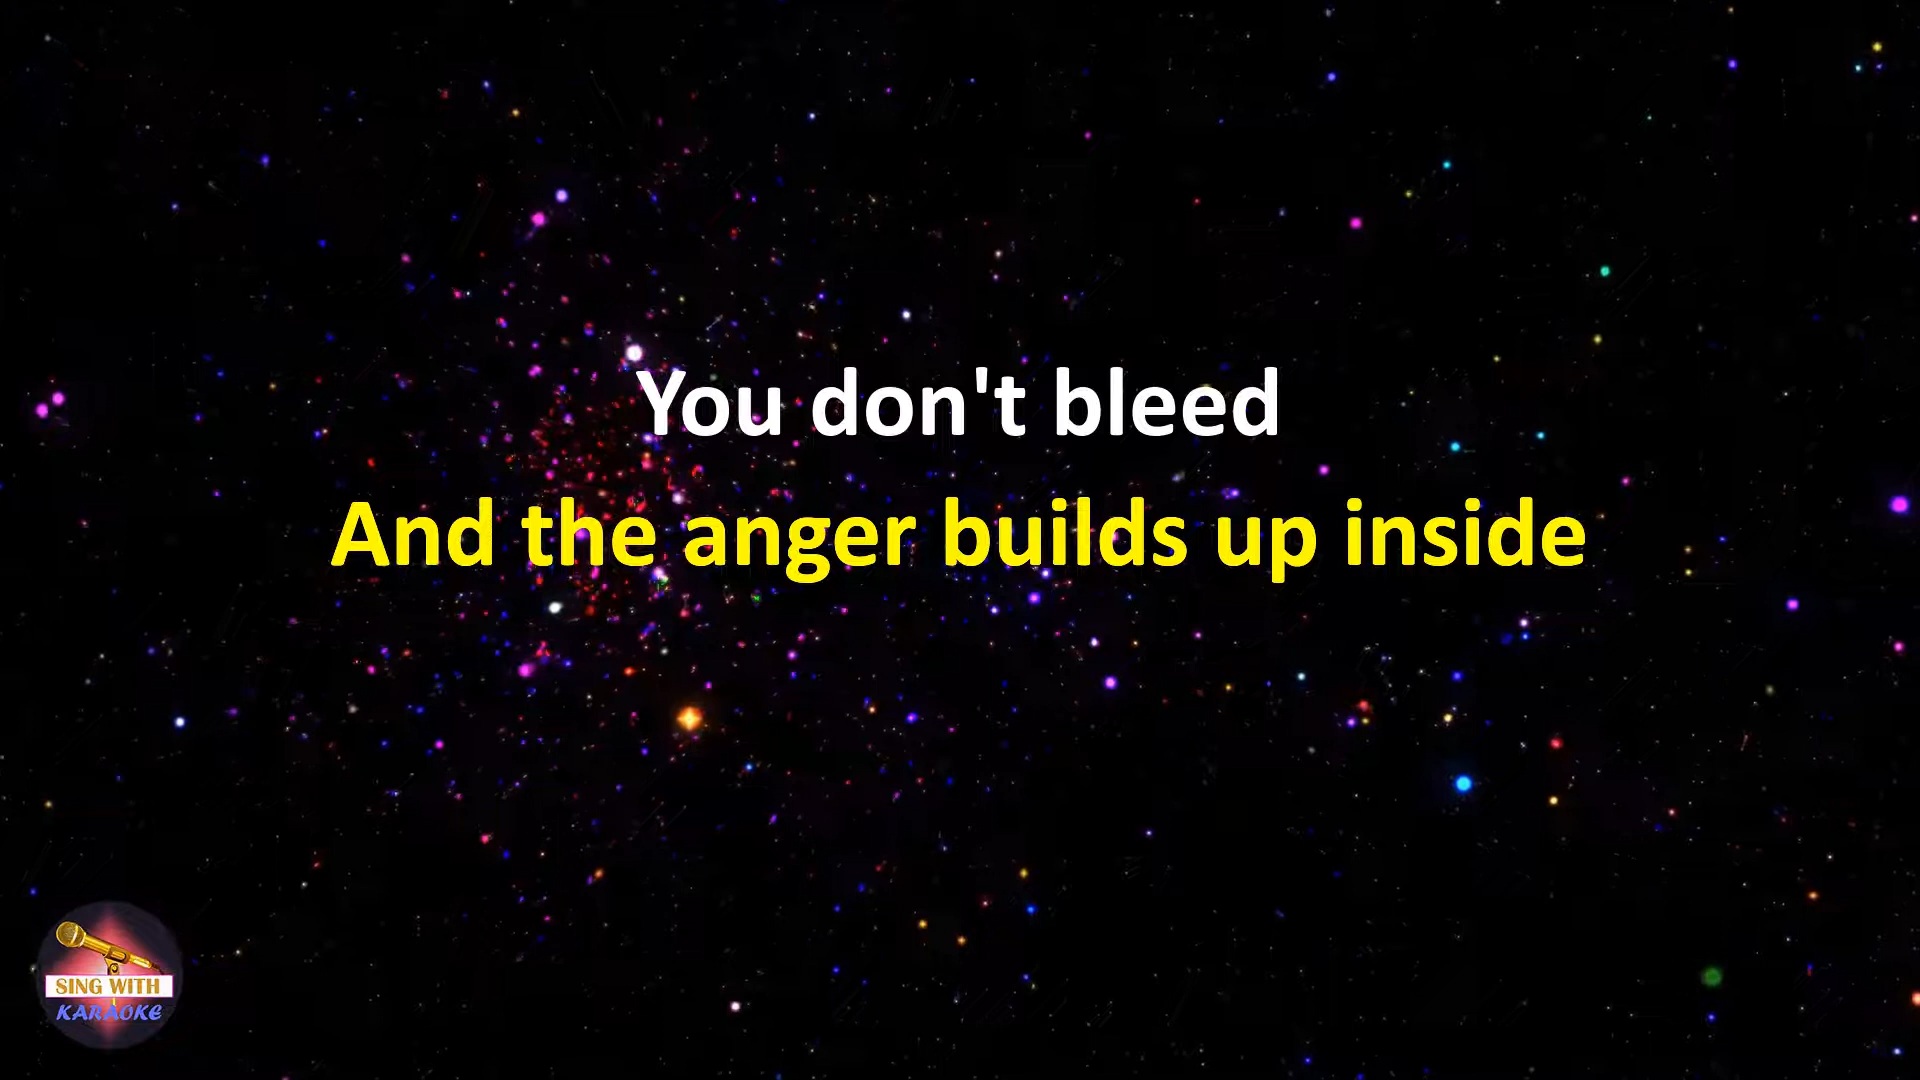 You don't bleed
And the anger builds up inside
SING WITH
KARAOKE